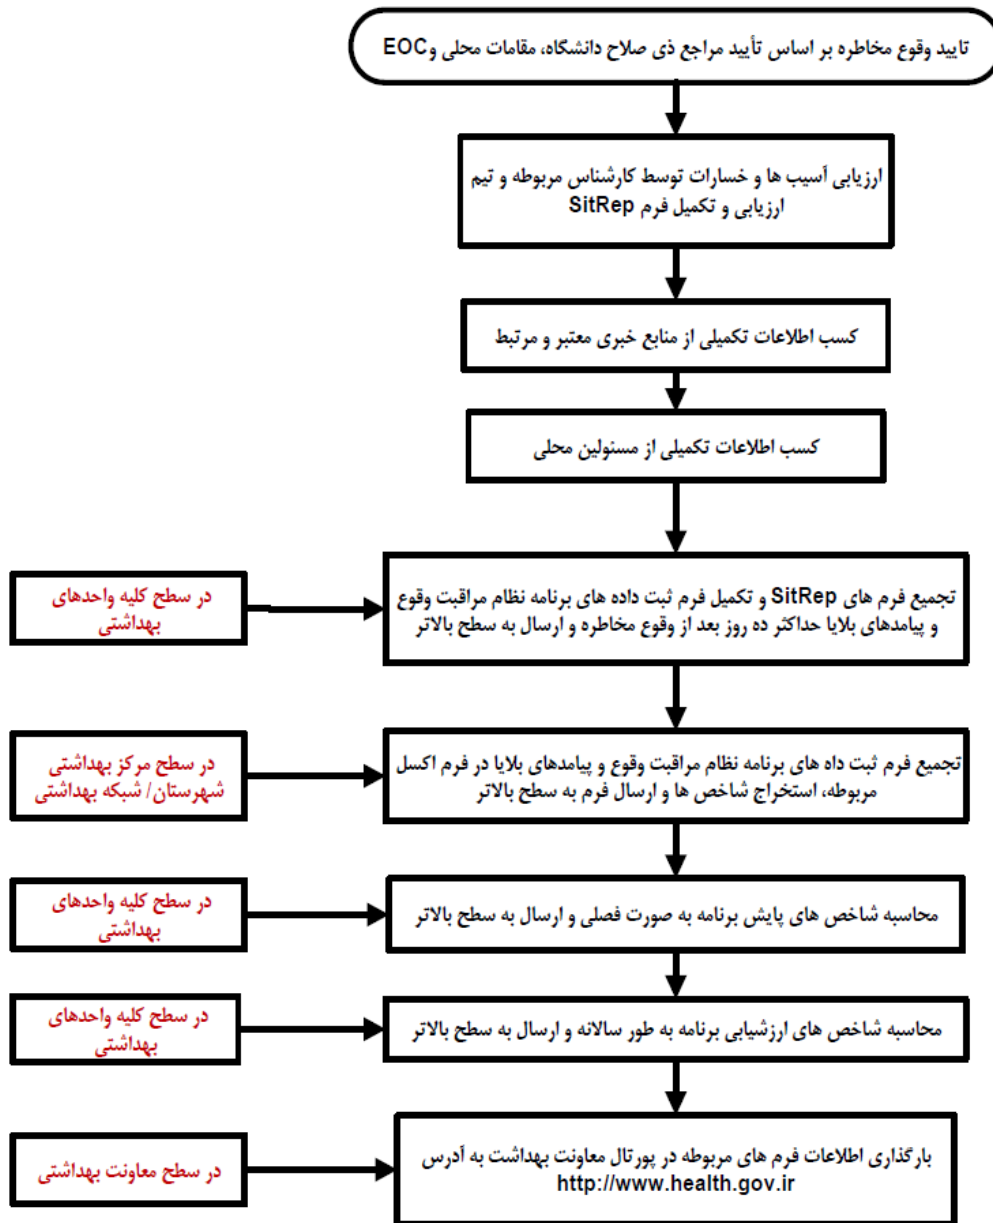 تایید وقوع مخاطره بر اساس تأیید مراجع ذی صلاح دانشگاه، مقامات محلی و EOC
ارزیابی آسیب ها و خسارات توسط کارشناس مربوطه و تیم
ارزیابی و تکمیل فرم SitRep
کسب اطلاعات تکمیلی از منابع خبری معتبر و مرتبط
کسب اطلاعات تکمیلی از مسئولین محلی
در سطح کلیه واحدهای
بهداشتی
تجمیع فرم های SitRep و تکمیل فرم ثبت داده های برنامه نظام مراقبت وقوع
و پیامدهای بلایا حداکثر ده روز بعد از وقوع مخاطره و ارسال به سطح بالاتر
در سطح مرکز بهداشتی
شهرستان/ شبکه بهداشتی
تجمیع فرم ثبت داه های برنامه نظام مراقبت وقوع و پیامدهای بلایا در فرم اکسل
مربوطه، استخراج شاخص ها و ارسال فرم به سطح بالاتر
در سطح کلیه واحدهای
بهداشتی
محاسبه شاخص های پایش برنامه به صورت فصلی و ارسال به سطح بالاتر
در سطح کلیه واحدهای
بهداشتی
محاسبه شاخص های ارزشیابی برنامه به طور سالانه و ارسال به سطح بالاتر
در سطح معاونت بهداشتی
بارگذاری اطلاعات فرم های مربوطه در پورتال معاونت بهداشت به آدرس
http://www.health.gov.ir